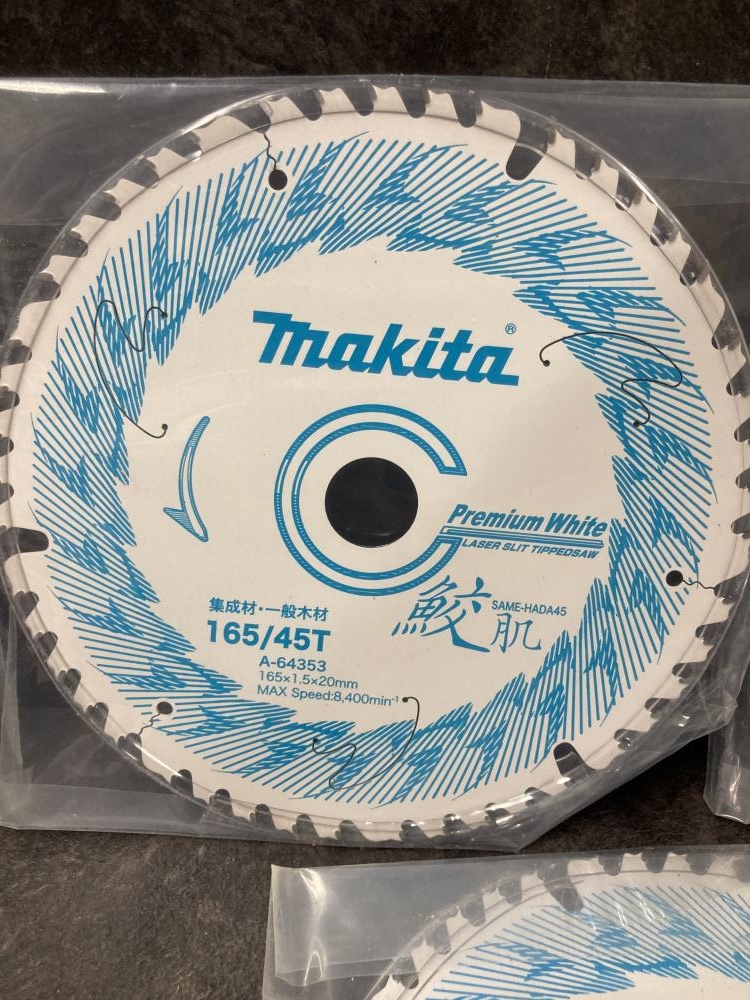 makita®
Premium White
LASER SLIT TIPPEDSAW
鮫肌 SAME-HADA45
集成材・一般木材
165/45T
A-64353
165×1.5×20mm
MAX Speed:8,400min⁻¹